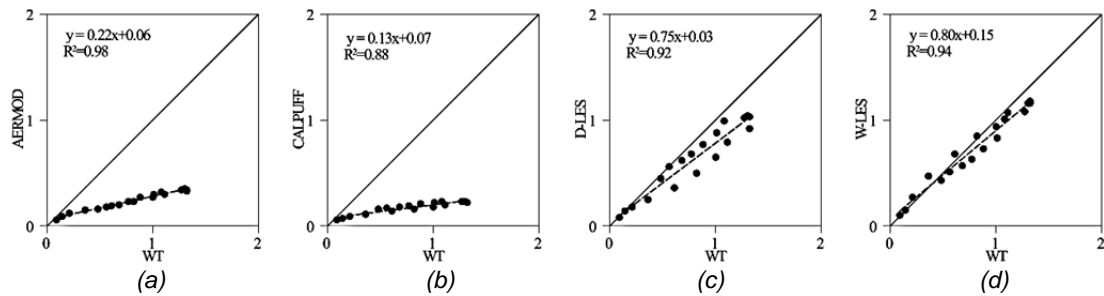 2
y = 0.22x+0.06
R²=0.98
AERMOD
1
0
0
1
2
WT
(a)
2
y = 0.13x+0.07
R²=0.88
CALPUFF
1
0
0
1
2
WT
(b)
2
y = 0.75x+0.03
R²=0.92
D-LES
1
0
0
1
2
WT
(c)
2
y = 0.80x+0.15
R²=0.94
W-LES
1
0
0
1
2
WT
(d)